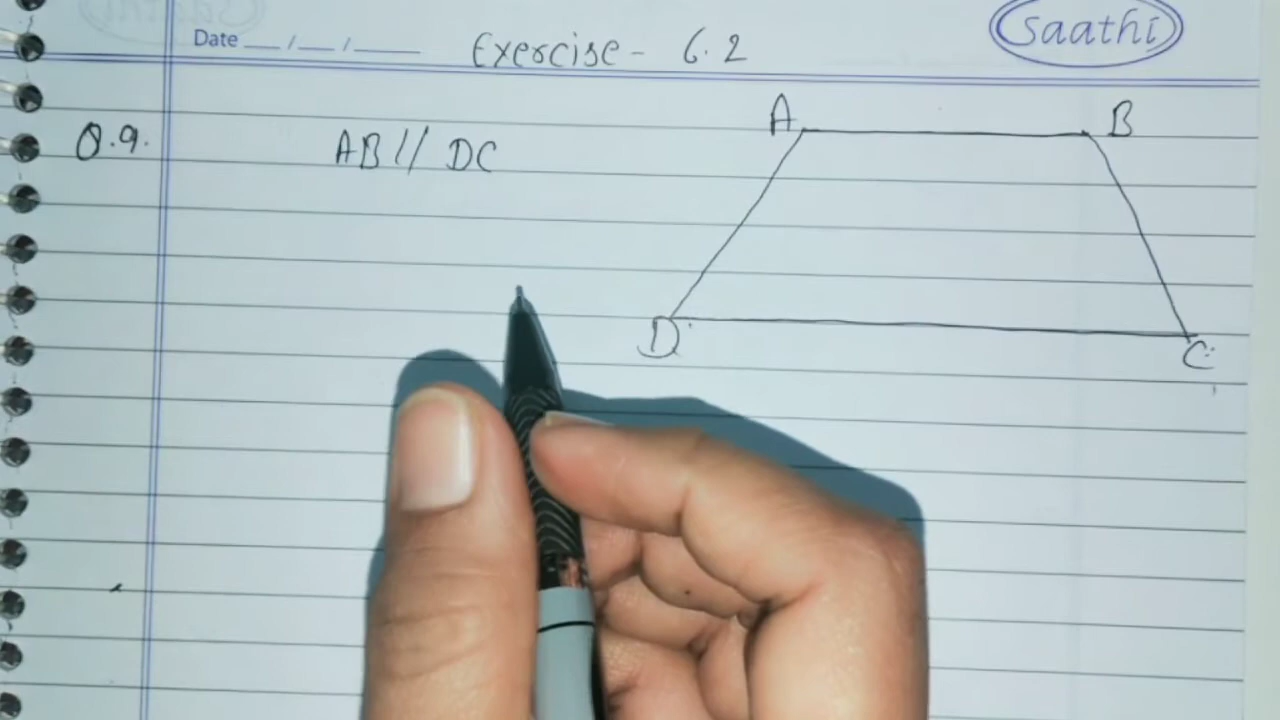 Date __/__/____ Exercise - 6.2 Saathi
Q.9. AB // DC
A B
D C